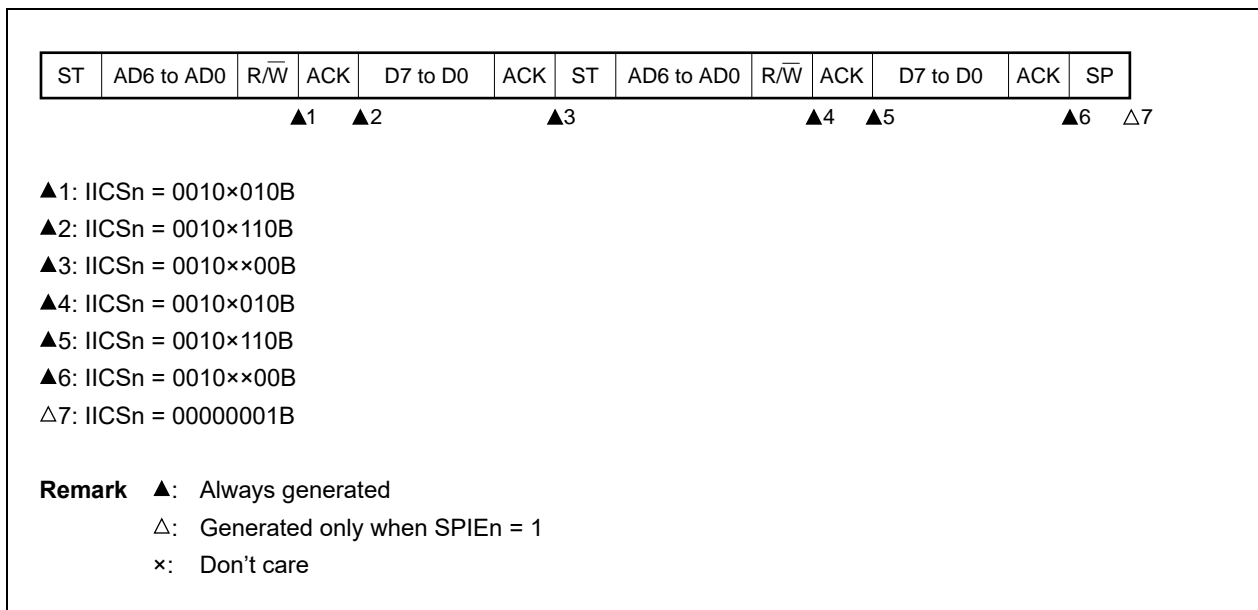 ST AD6 to AD0 R/W̅ ACK D7 to D0 ACK ST AD6 to AD0 R/W̅ ACK D7 to D0 ACK SP
▲1 ▲2 ▲3 ▲4 ▲5 ▲6 △7
▲1: IICSn = 0010×010B
▲2: IICSn = 0010×110B
▲3: IICSn = 0010××00B
▲4: IICSn = 0010×010B
▲5: IICSn = 0010×110B
▲6: IICSn = 0010××00B
△7: IICSn = 00000001B
Remark ▲: Always generated
△: Generated only when SPIEn = 1
×: Don’t care